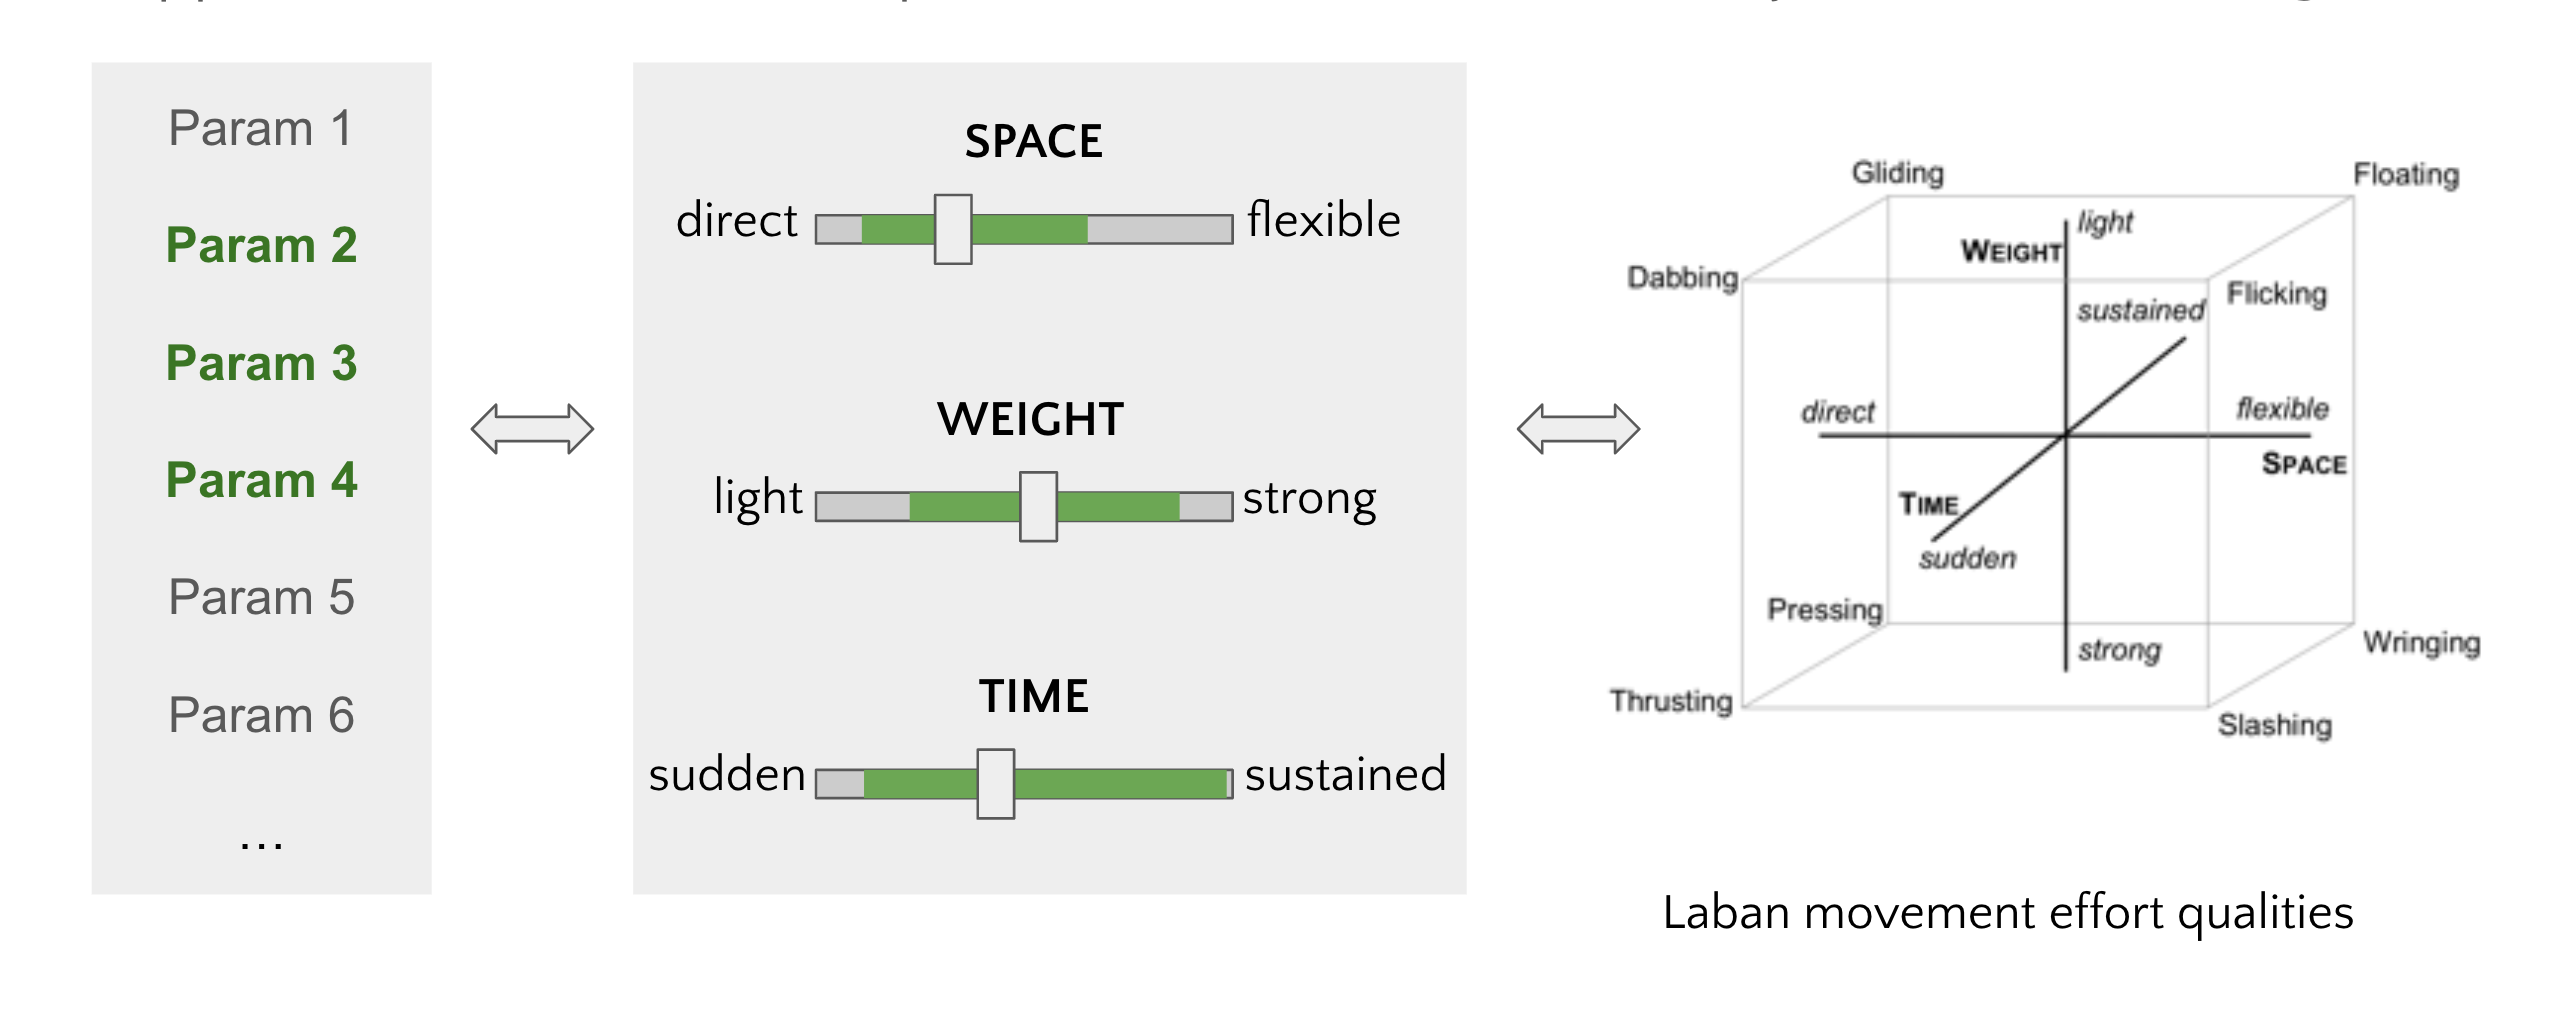 Param 1
Param 2
Param 3
Param 4
Param 5
Param 6
...
SPACE
direct
flexible
WEIGHT
light
strong
TIME
sudden
sustained
Gliding
Floating
light
WEIGHT
Dabbing
Flicking
sustained
direct
flexible
SPACE
TIME
sudden
Pressing
strong
Wringing
Thrusting
Slashing
Laban movement effort qualities